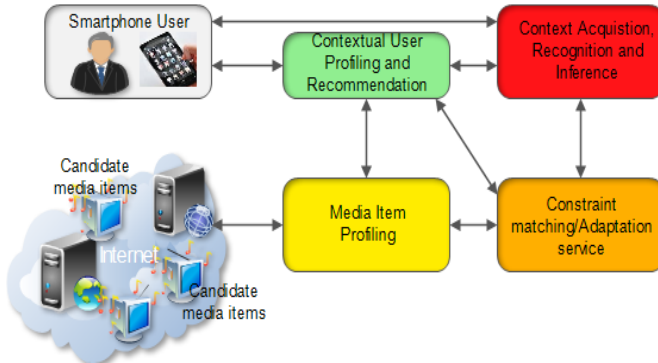 Smartphone User
Contextual User
Profiling and
Recommendation
Context Acquistion,
Recognition and
Inference
Candidate
media items
Internet
Candidate
media items
Media Item
Profiling
Constraint
matching/Adaptation
service